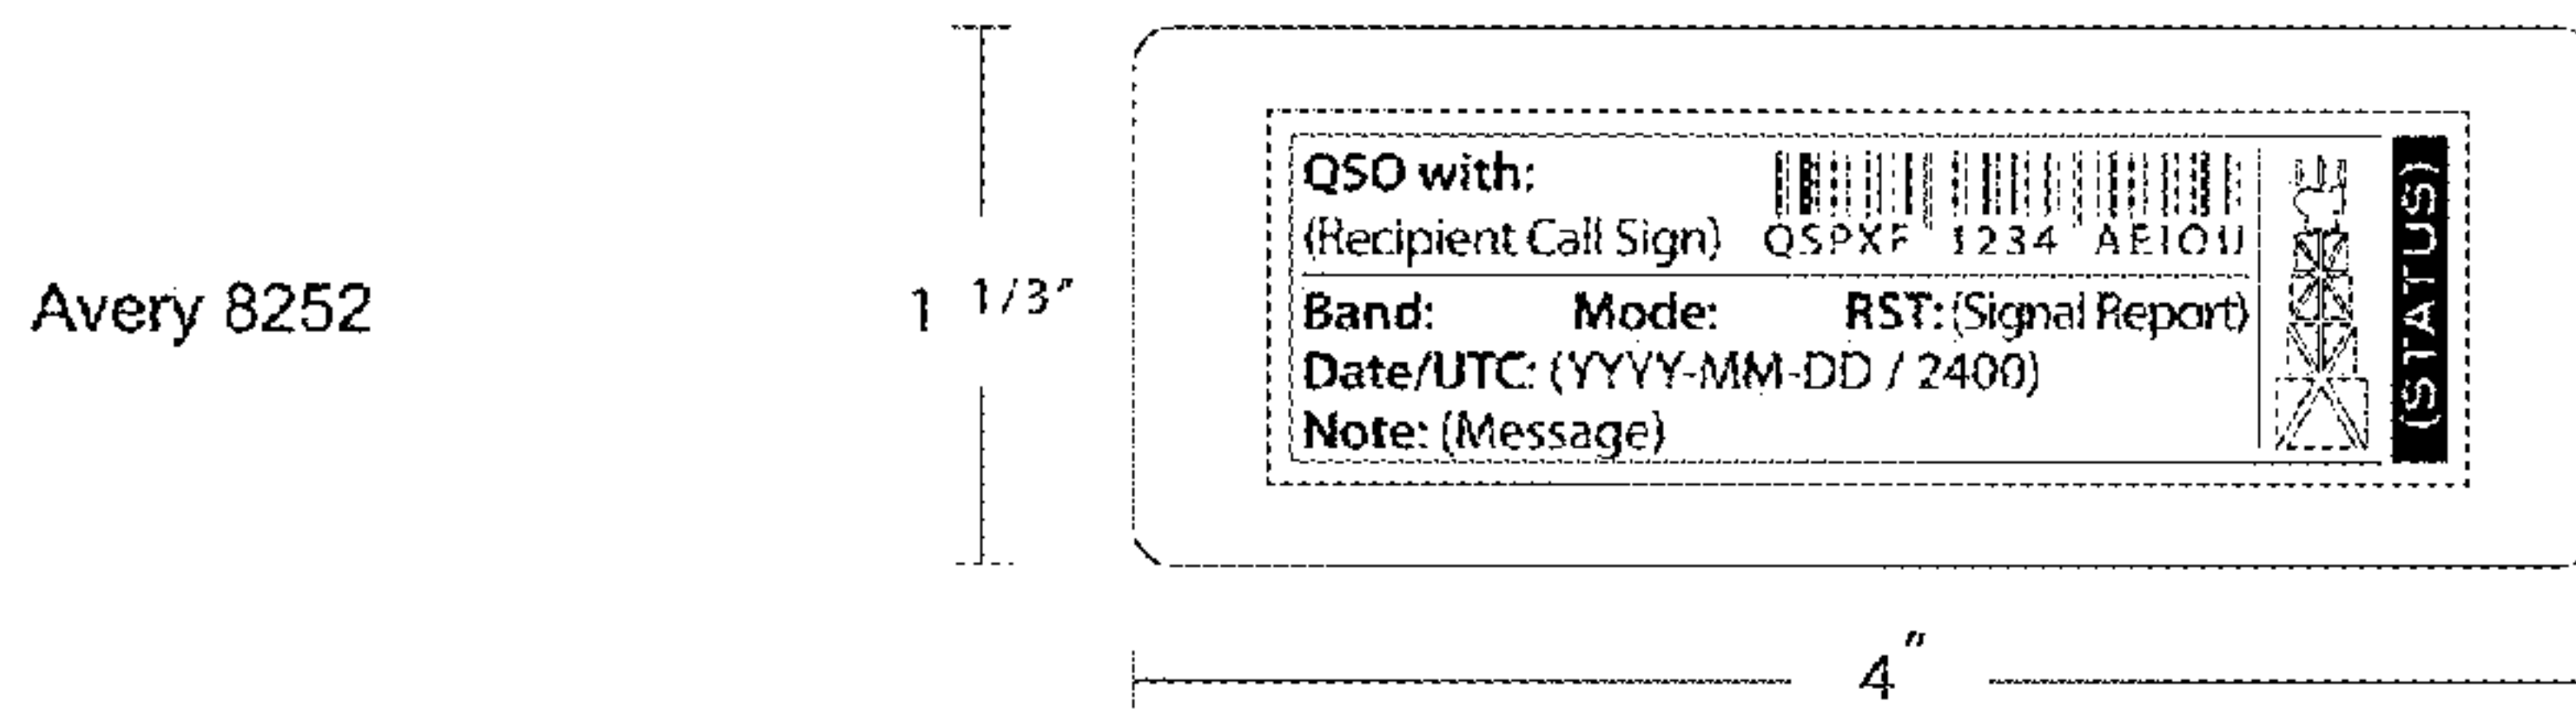 Avery 8252
1 1/3"
QSO with:
(Recipient Call Sign)
QSPXF 1234 AEIOU
Band: Mode: RST: (Signal Report)
Date/UTC: (YYYY-MM-DD / 2400)
Note: (Message)
(STATUS)
4"